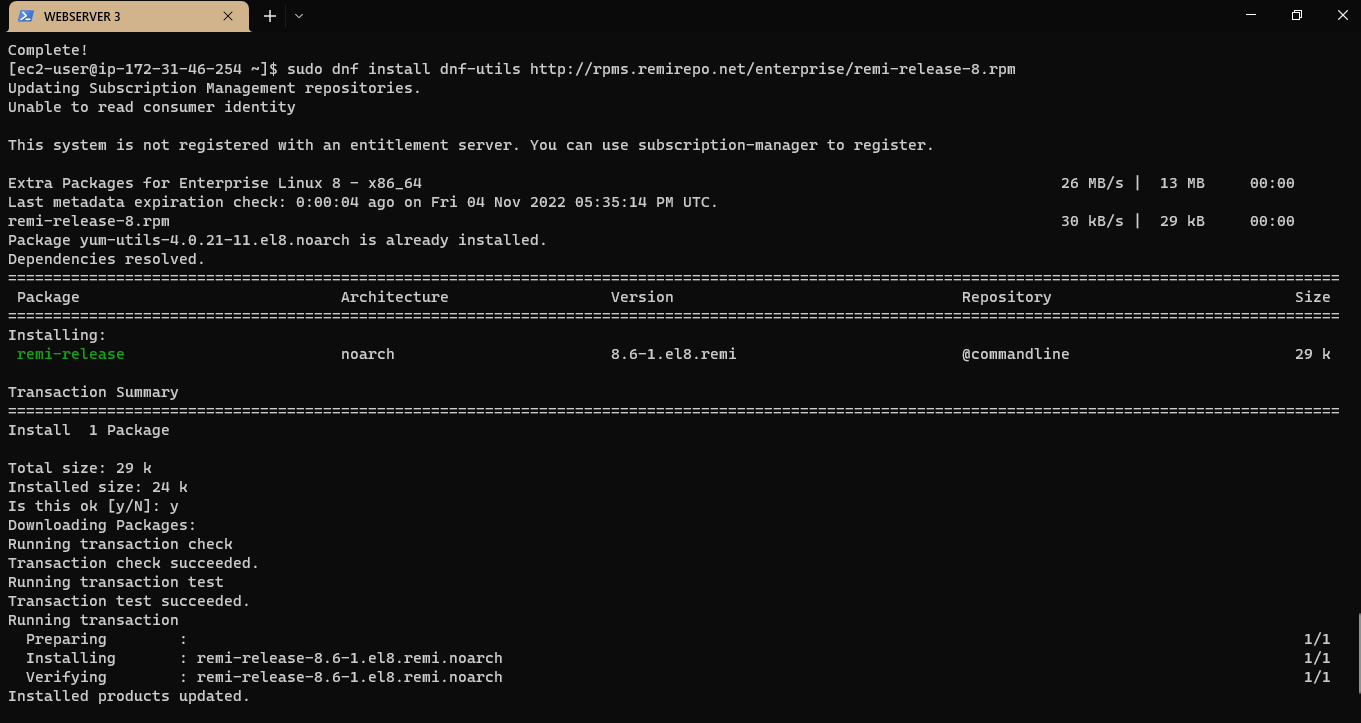 WEBSERVER 3
Complete!
[ec2-user@ip-172-31-46-254 ~]$ sudo dnf install dnf-utils http://rpms.remirepo.net/enterprise/remi-release-8.rpm
Updating Subscription Management repositories.
Unable to read consumer identity
This system is not registered with an entitlement server. You can use subscription-manager to register.
Extra Packages for Enterprise Linux 8 - x86_64 26 MB/s | 13 MB 00:00
Last metadata expiration check: 0:00:04 ago on Fri 04 Nov 2022 05:35:14 PM UTC.
remi-release-8.rpm 30 kB/s | 29 kB 00:00
Package yum-utils-4.0.21-11.el8.noarch is already installed.
Dependencies resolved.
====================================================================================================================================================
Package Architecture Version Repository Size
====================================================================================================================================================
Installing:
remi-release noarch 8.6-1.el8.remi @commandline 29 k
Transaction Summary
====================================================================================================================================================
Install 1 Package
Total size: 29 k
Installed size: 24 k
Is this ok [y/N]: y
Downloading Packages:
Running transaction check
Transaction check succeeded.
Running transaction test
Transaction test succeeded.
Running transaction
Preparing : 1/1
Installing : remi-release-8.6-1.el8.remi.noarch 1/1
Verifying : remi-release-8.6-1.el8.remi.noarch 1/1
Installed products updated.